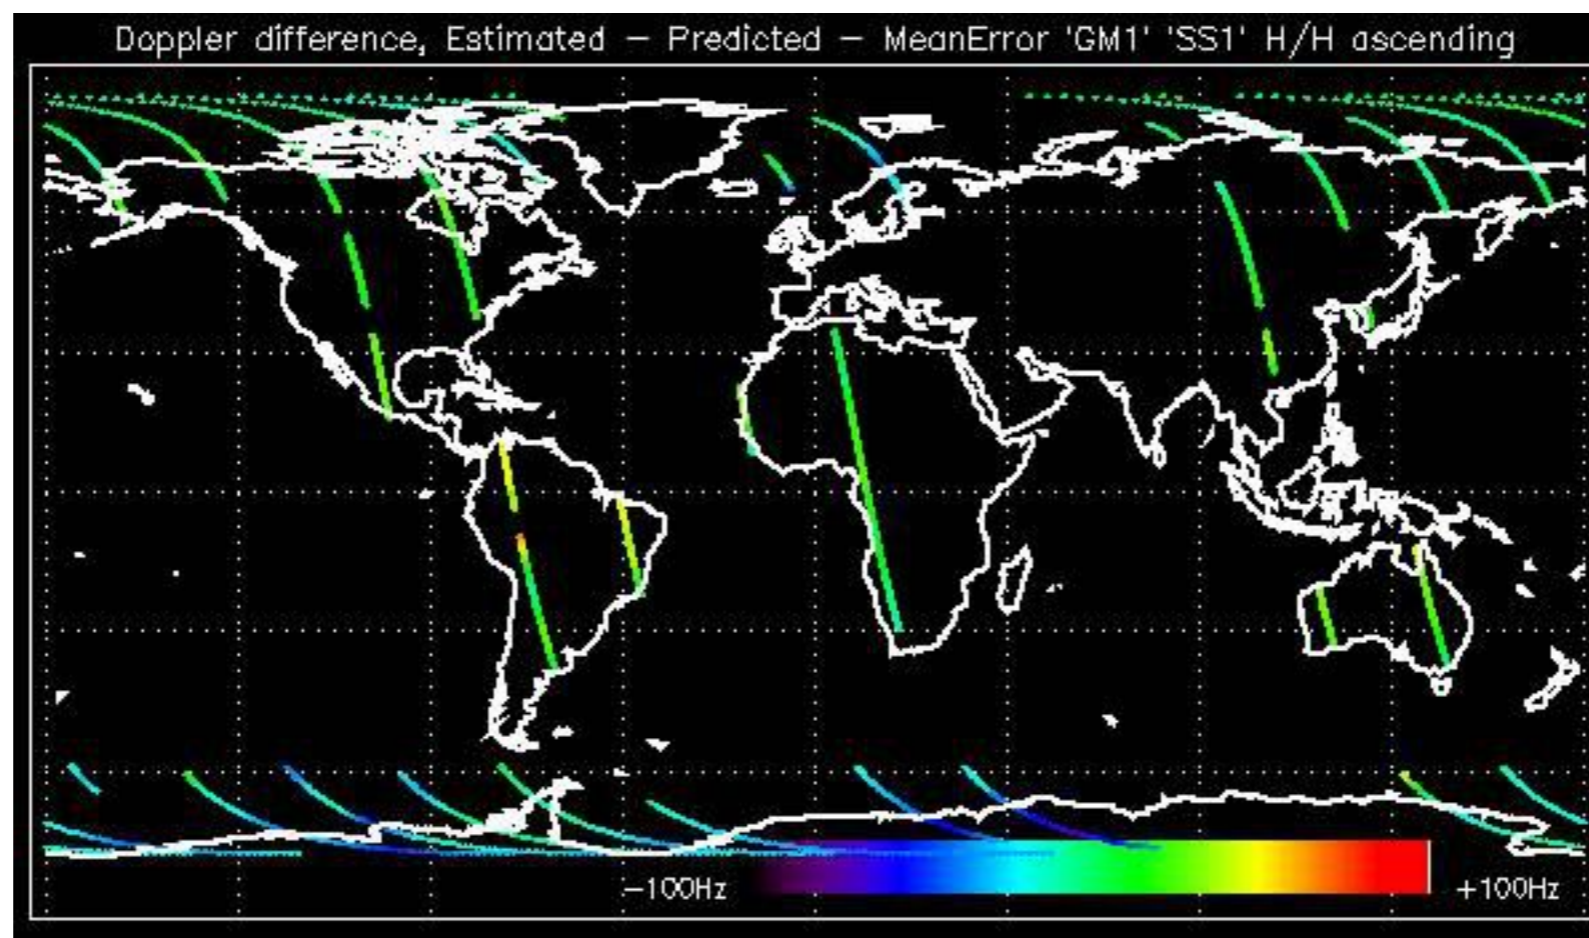 Doppler difference, Estimated − Predicted − MeanError 'GM1' 'SS1' H/H ascending
−100Hz +100Hz